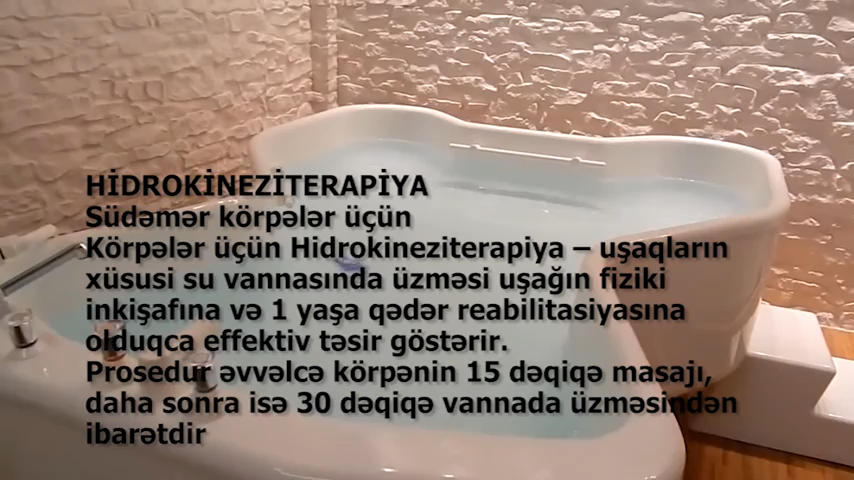 HİDROKİNEZİTERAPİYA
Südəmər körpələr üçün
Körpələr üçün Hidrokineziterapiya – uşaqların
xüsusi su vannasında üzməsi uşağın fiziki
inkişafına və 1 yaşa qədər reabilitasiyasına
olduqca effektiv təsir göstərir.
Prosedur əvvəlcə körpənin 15 dəqiqə masajı,
daha sonra isə 30 dəqiqə vannada üzməsindən
ibarətdir